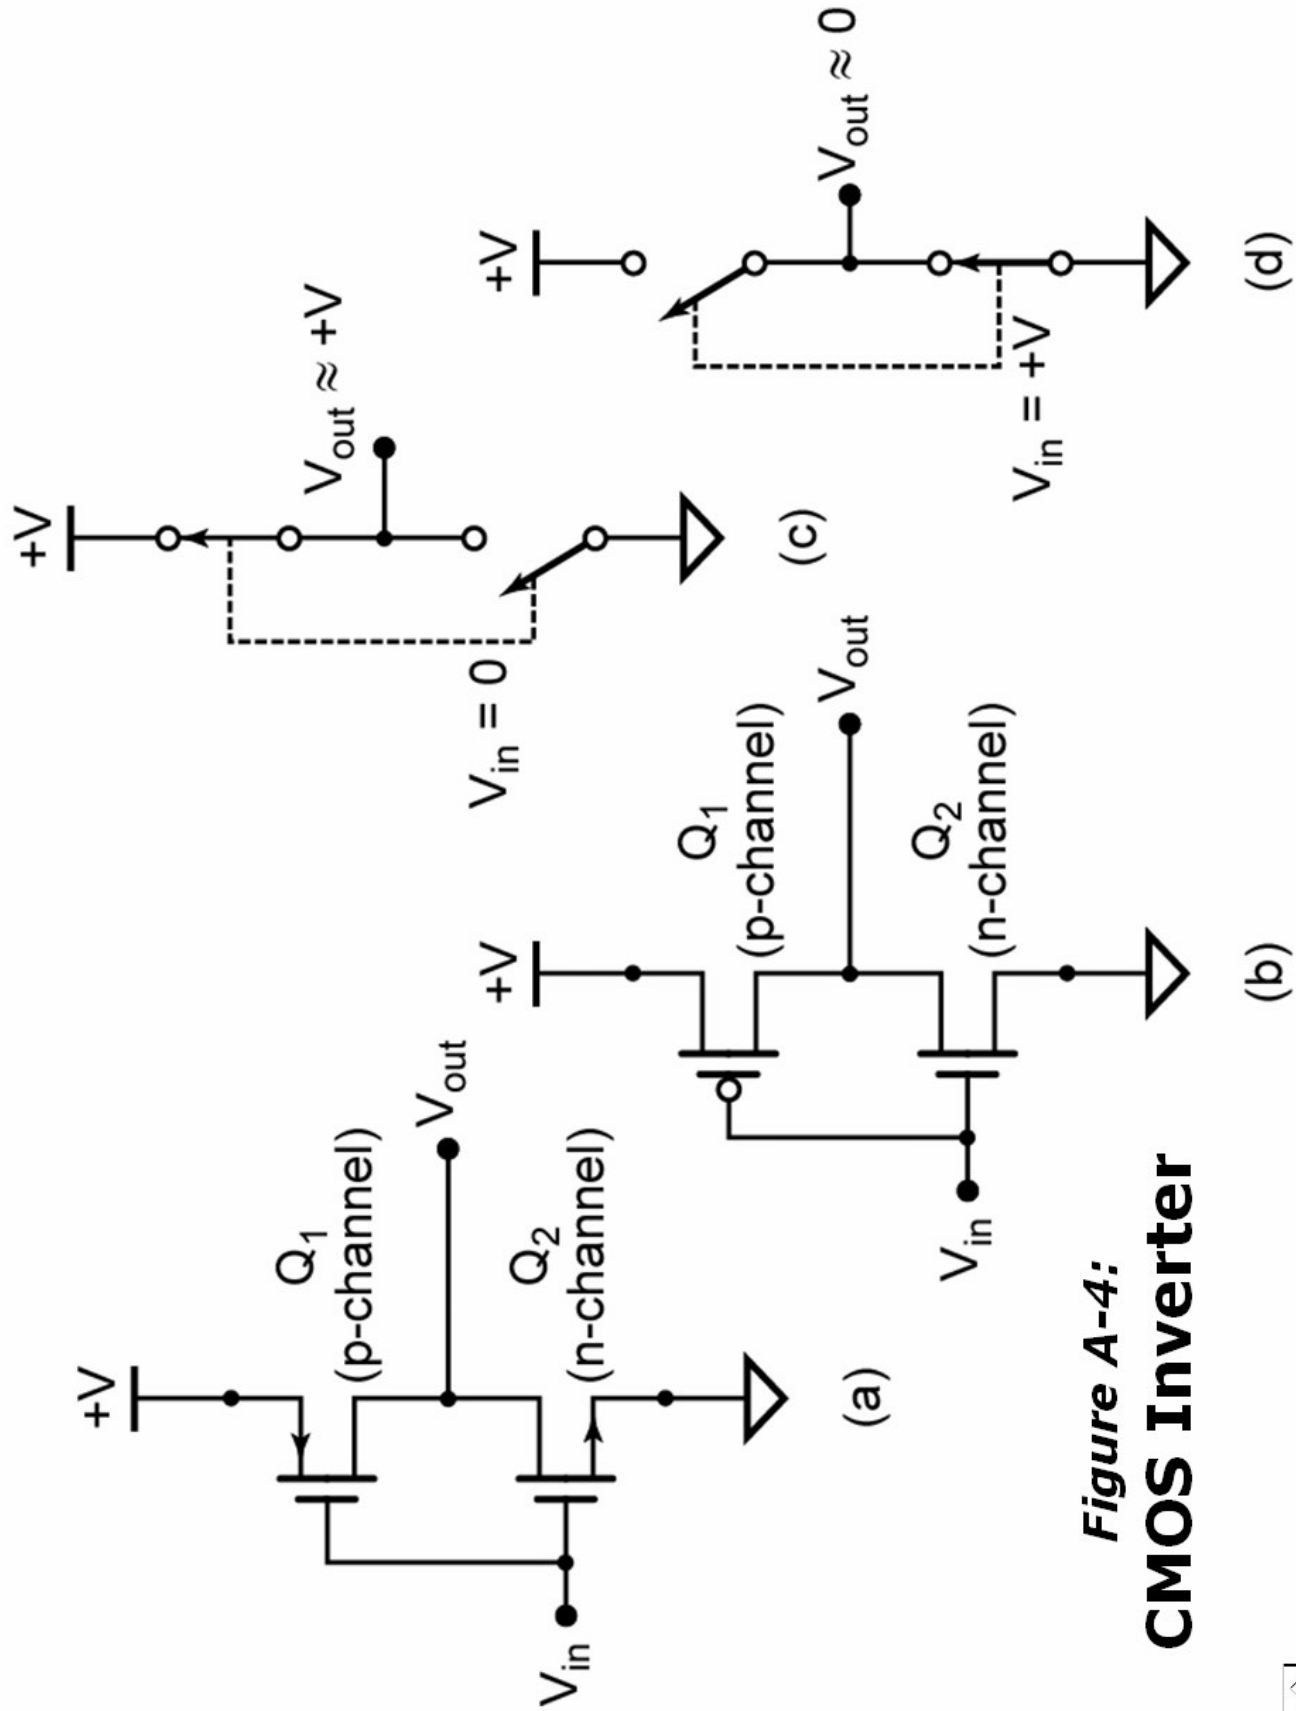 +V
Q1
(p-channel)
Vout
Q2
(n-channel)
Vin
(a)
+V
Q1
(p-channel)
Vout
Q2
(n-channel)
Vin
(b)
+V
Vout ≈ +V
Vin = 0
(c)
+V
Vout ≈ 0
Vin = +V
(d)
Figure A-4:
CMOS Inverter